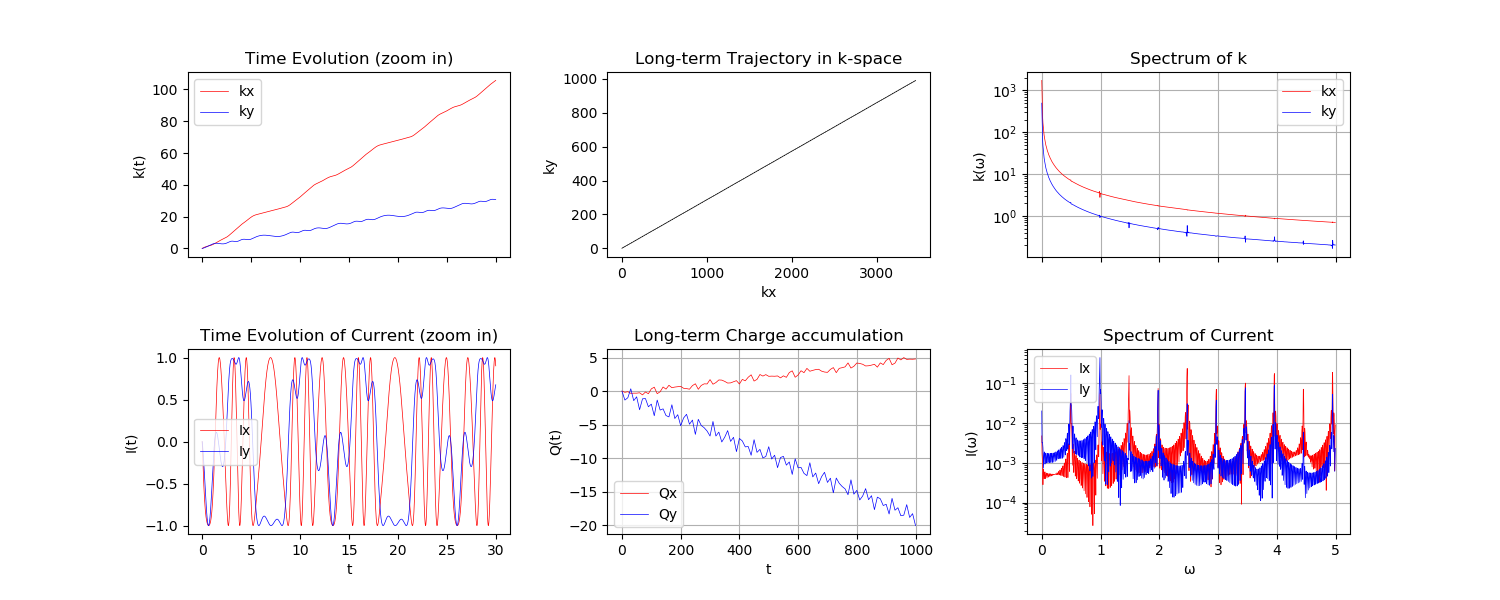 Time Evolution (zoom in)
k(t)
100
80
60
40
20
0
kx
ky
Long-term Trajectory in k-space
ky
1000
800
600
400
200
0
0 1000 2000 3000
kx
Spectrum of k
k(ω)
10³
10²
10¹
10⁰
kx
ky
Time Evolution of Current (zoom in)
I(t)
1.0
0.5
0.0
−0.5
−1.0
Ix
Iy
0 5 10 15 20 25 30
t
Long-term Charge accumulation
Q(t)
5
0
−5
−10
−15
−20
Qx
Qy
0 200 400 600 800 1000
t
Spectrum of Current
I(ω)
10⁻¹
10⁻²
10⁻³
10⁻⁴
Ix
Iy
0 1 2 3 4 5
ω